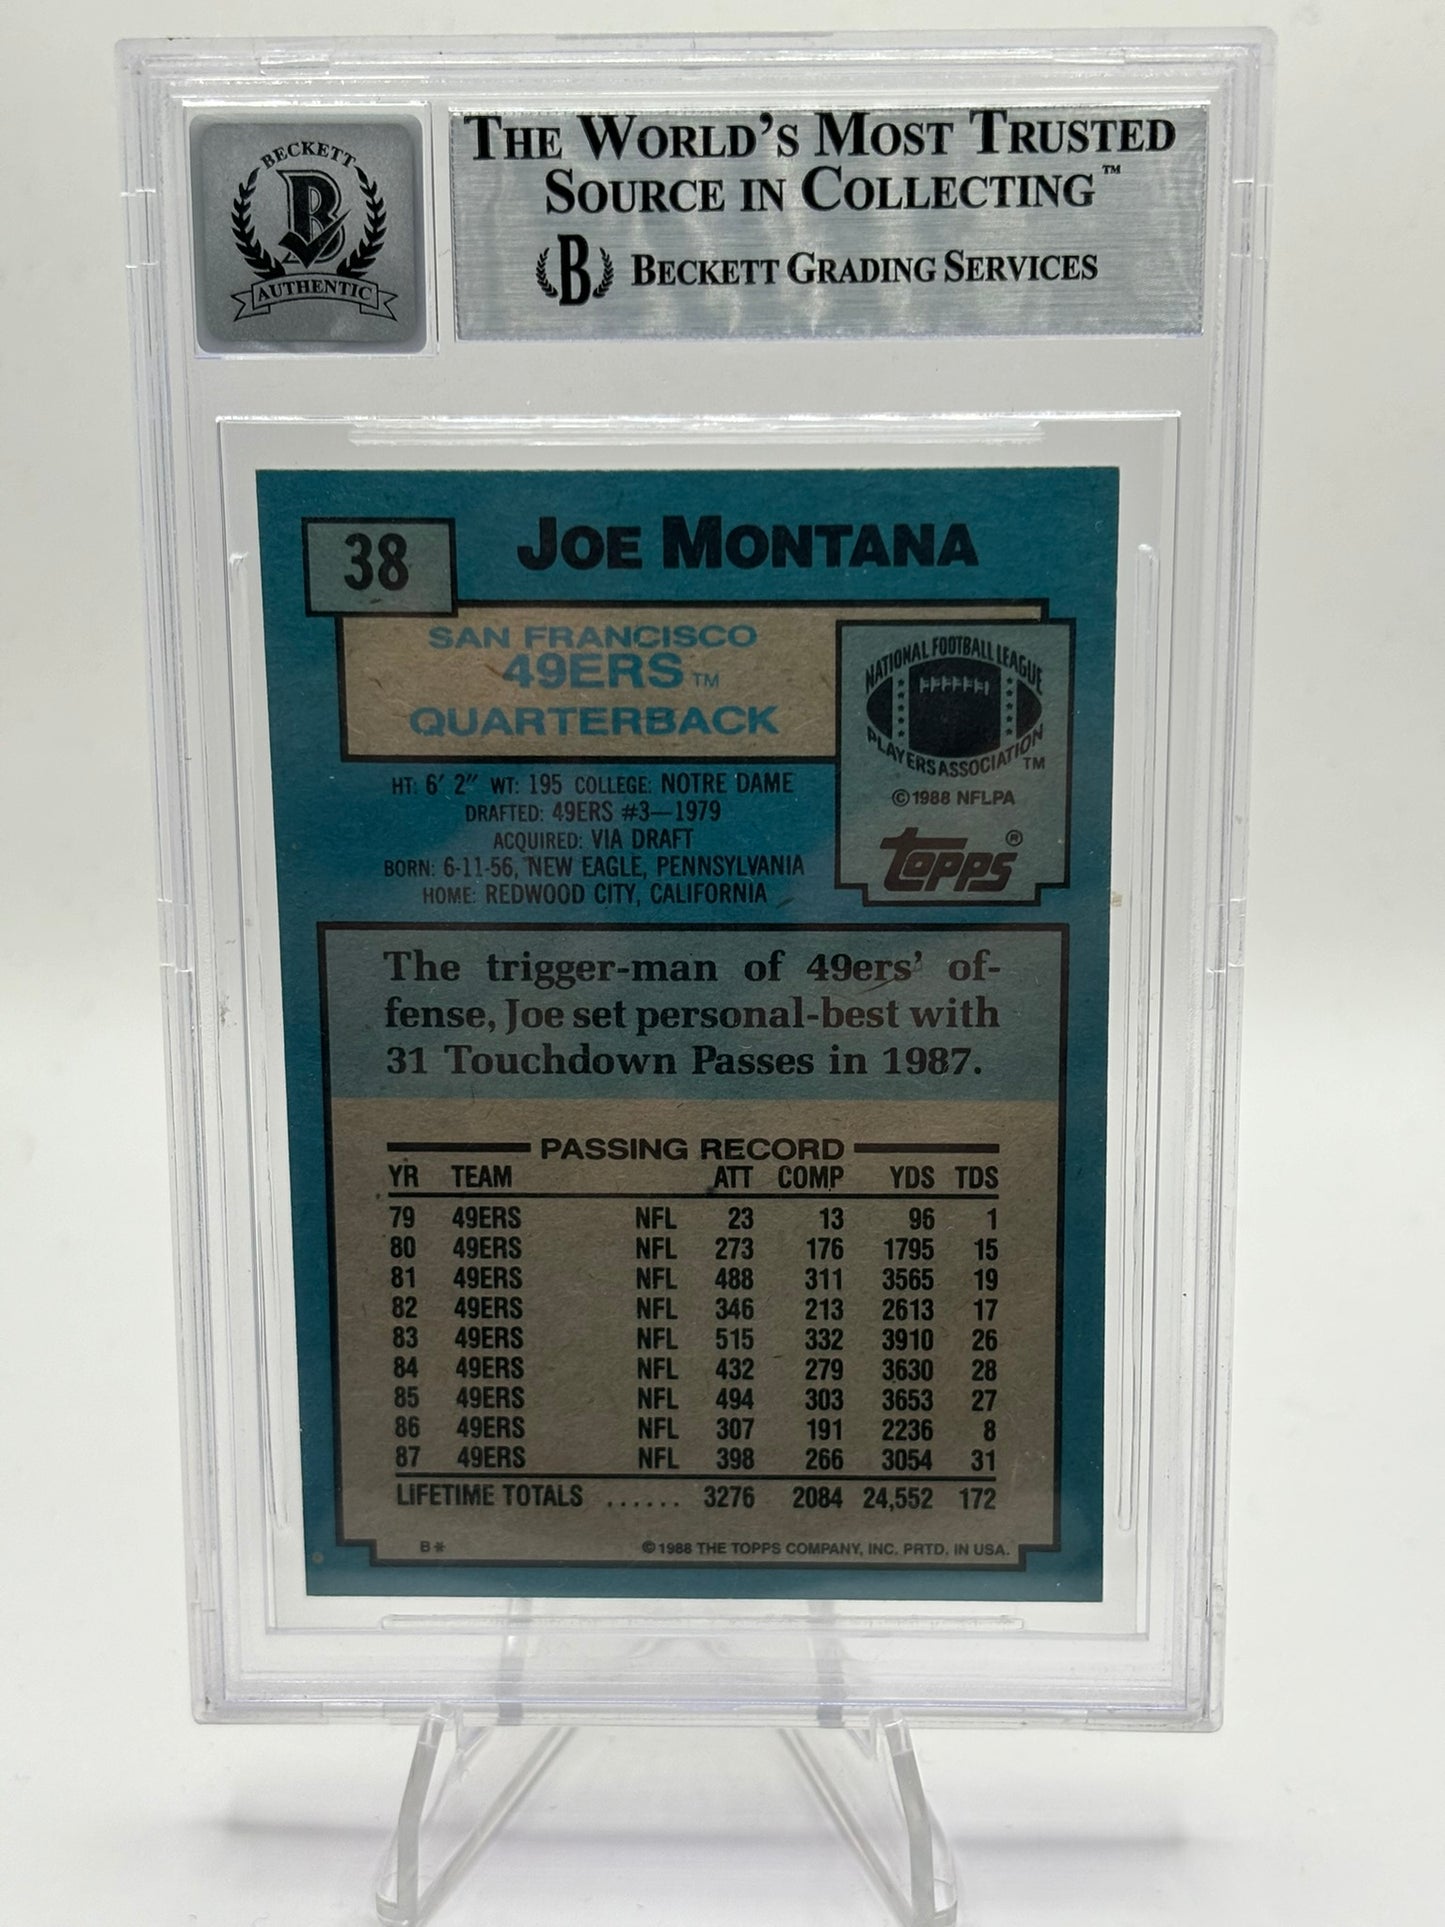 BECKETT
B
AUTHENTIC
THE WORLD'S MOST TRUSTED
SOURCE IN COLLECTING™
B BECKETT GRADING SERVICES
38
JOE MONTANA
SAN FRANCISCO
49ERS TM
QUARTERBACK
NATIONAL FOOTBALL LEAGUE
PLAYERS ASSOCIATION TM
©1988 NFLPA
topps®
HT: 6' 2" WT: 195 COLLEGE: NOTRE DAME
DRAFTED: 49ERS #3—1979
ACQUIRED: VIA DRAFT
BORN: 6-11-56, NEW EAGLE, PENNSYLVANIA
HOME: REDWOOD CITY, CALIFORNIA
The trigger-man of 49ers' of-
fense, Joe set personal-best with
31 Touchdown Passes in 1987.
PASSING RECORD
YR TEAM ATT COMP YDS TDS
79 49ERS NFL 23 13 96 1
80 49ERS NFL 273 176 1795 15
81 49ERS NFL 488 311 3565 19
82 49ERS NFL 346 213 2613 17
83 49ERS NFL 515 332 3910 26
84 49ERS NFL 432 279 3630 28
85 49ERS NFL 494 303 3653 27
86 49ERS NFL 307 191 2236 8
87 49ERS NFL 398 266 3054 31
LIFETIME TOTALS ...... 3276 2084 24,552 172
B* ©1988 THE TOPPS COMPANY, INC. PRTD. IN USA.